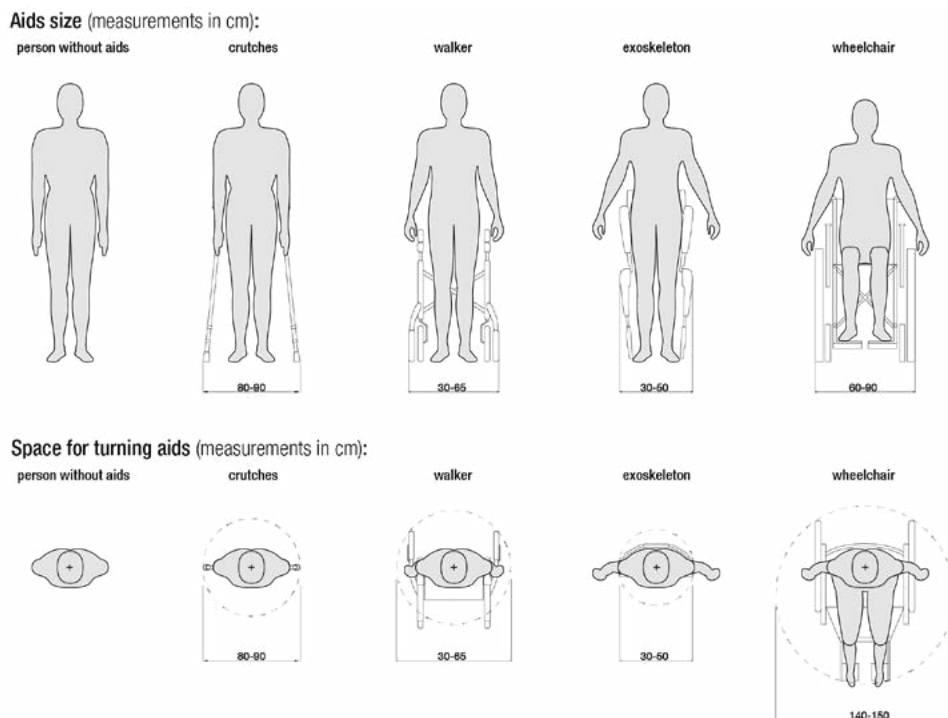 Aids size (measurements in cm):
person without aids crutches walker exoskeleton wheelchair
80-90 30-65 30-50 60-90
Space for turning aids (measurements in cm):
person without aids crutches walker exoskeleton wheelchair
80-90 30-65 30-50
140-150